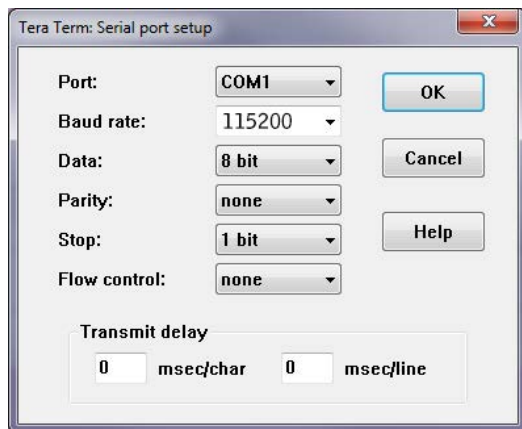 Tera Term: Serial port setup
Port: COM1 OK
Baud rate: 115200
Data: 8 bit Cancel
Parity: none
Stop: 1 bit Help
Flow control: none
Transmit delay
0 msec/char 0 msec/line